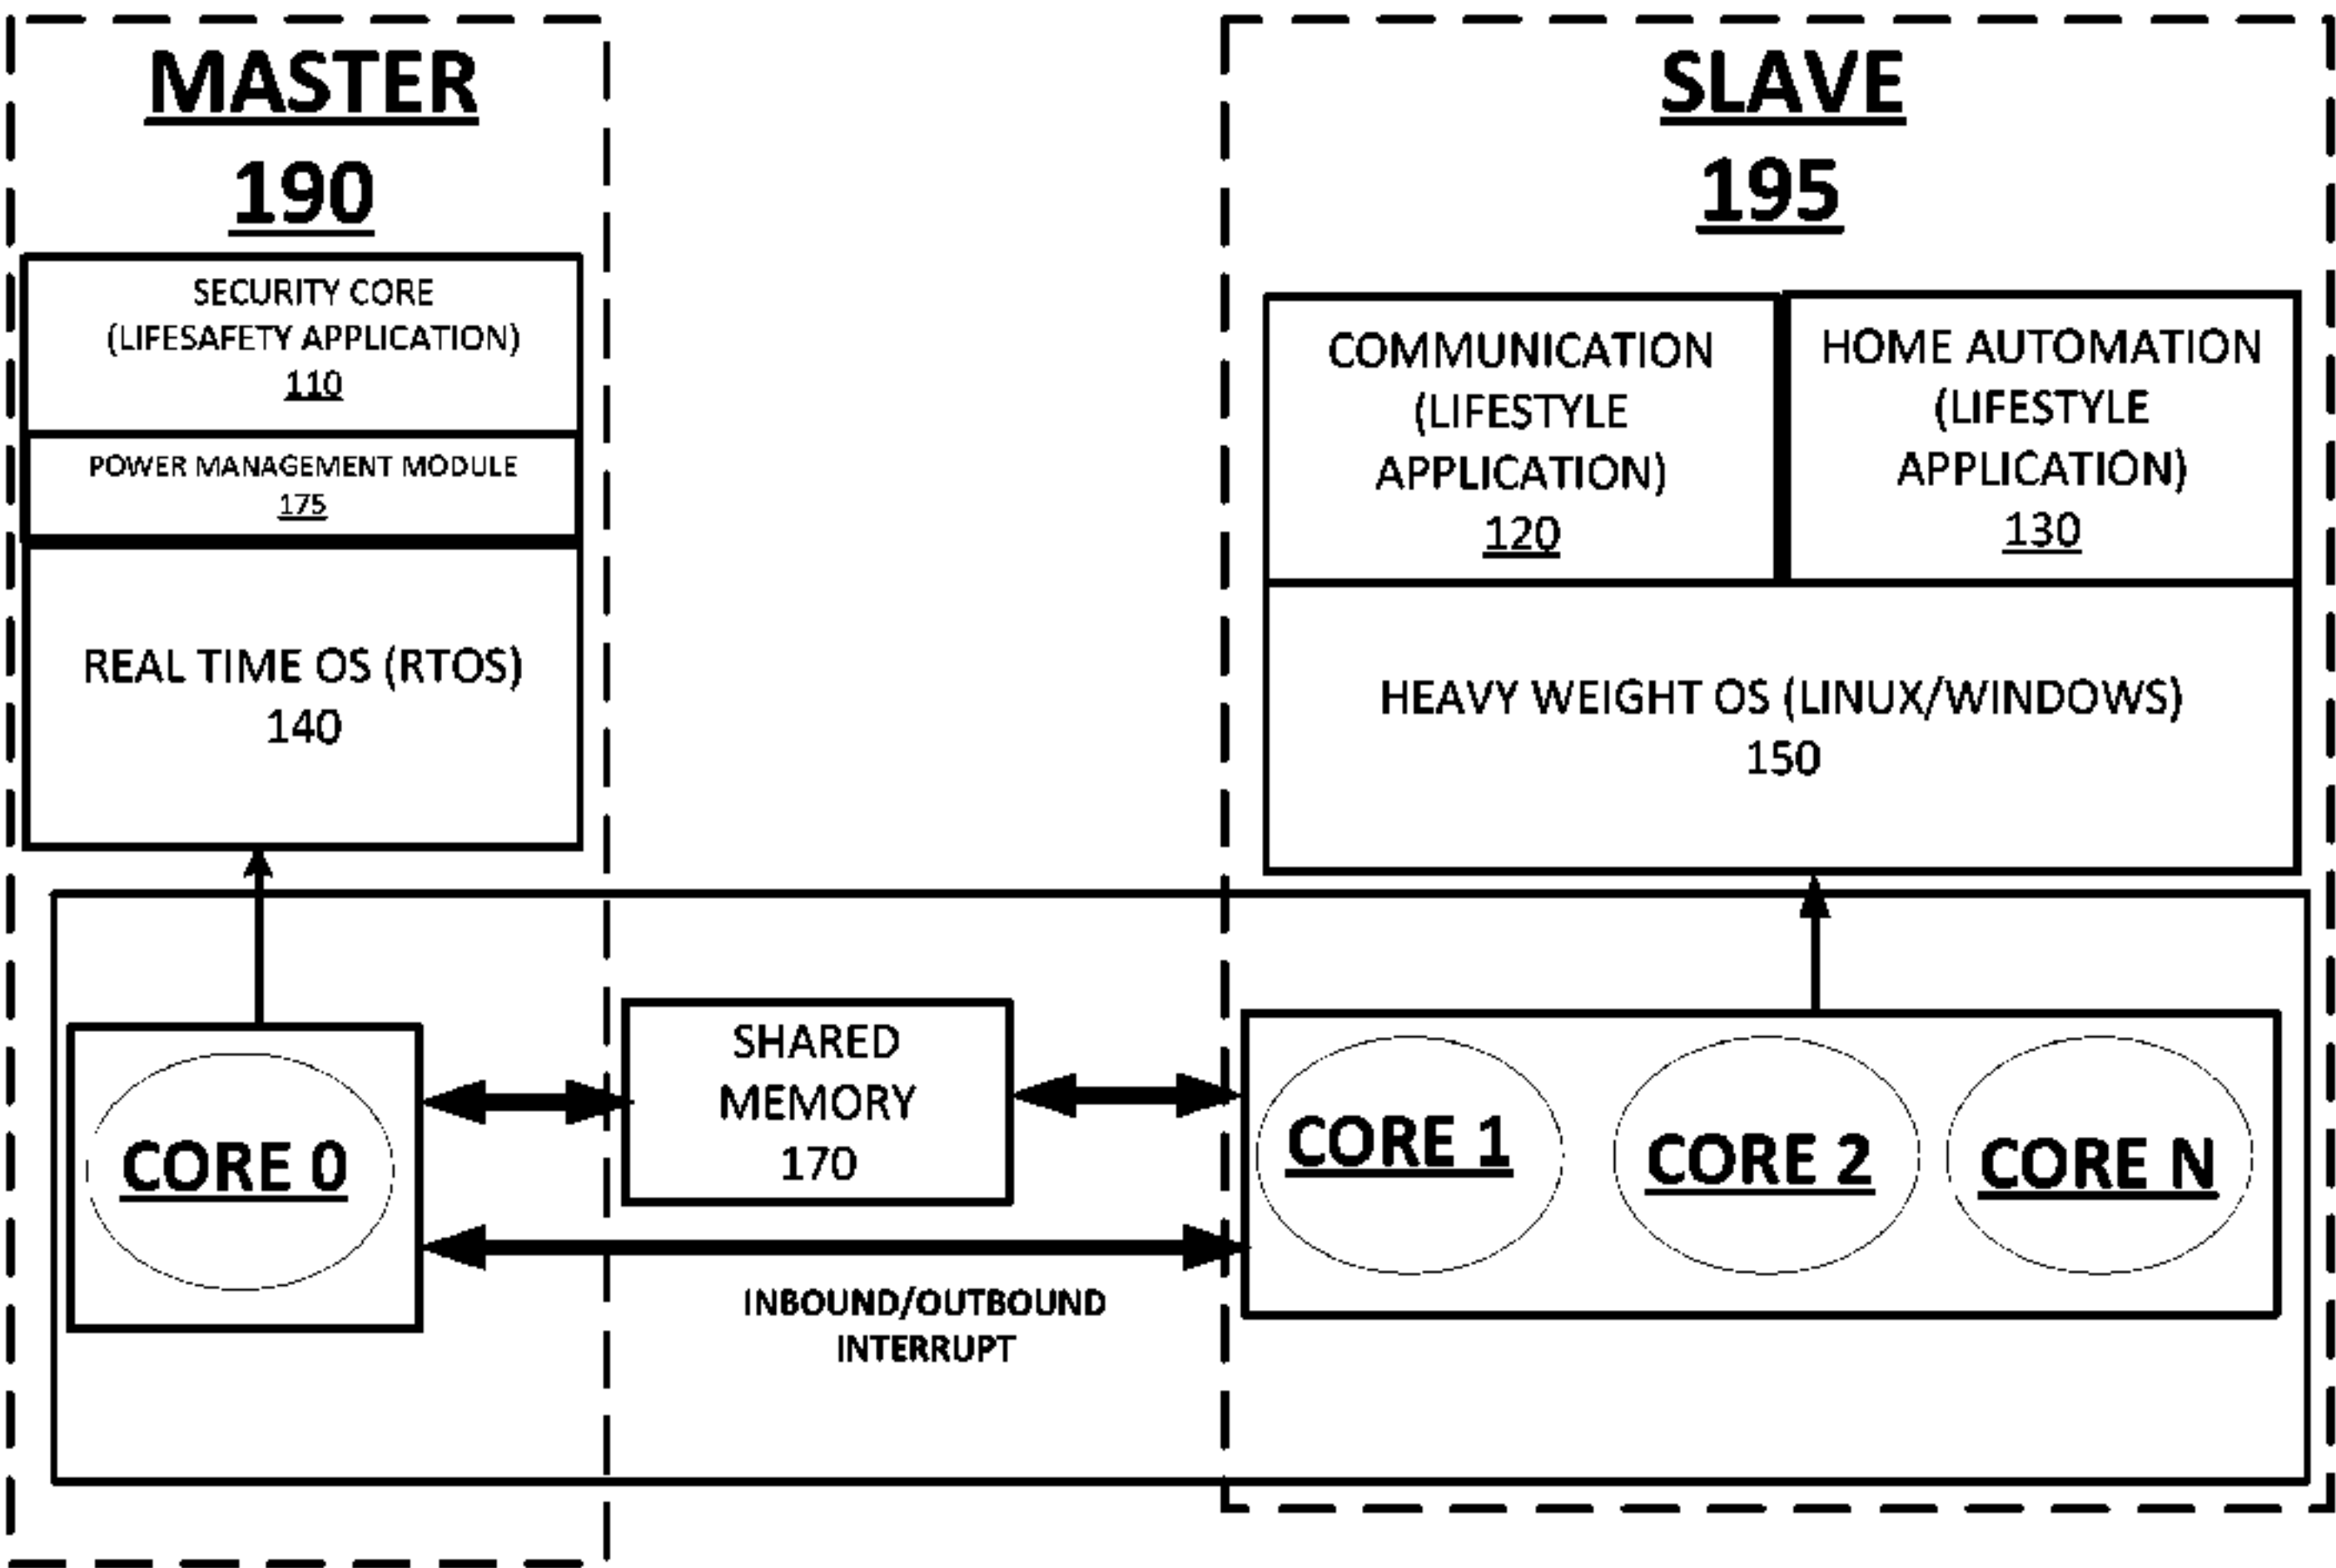 MASTER
190
SECURITY CORE
(LIFESAFETY APPLICATION)
110
POWER MANAGEMENT MODULE
175
REAL TIME OS (RTOS)
140
SLAVE
195
COMMUNICATION
(LIFESTYLE
APPLICATION)
120
HOME AUTOMATION
(LIFESTYLE
APPLICATION)
130
HEAVY WEIGHT OS (LINUX/WINDOWS)
150
CORE 0
SHARED
MEMORY
170
INBOUND/OUTBOUND
INTERRUPT
CORE 1
CORE 2
CORE N